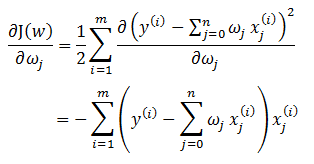 ∂J(w)/∂ω_j = 1/2 ∑_{i=1}^{m} ∂(y^{(i)} − ∑_{j=0}^{n} ω_j x_j^{(i)})^2/∂ω_j
= −∑_{i=1}^{m} (y^{(i)} − ∑_{j=0}^{n} ω_j x_j^{(i)}) x_j^{(i)}